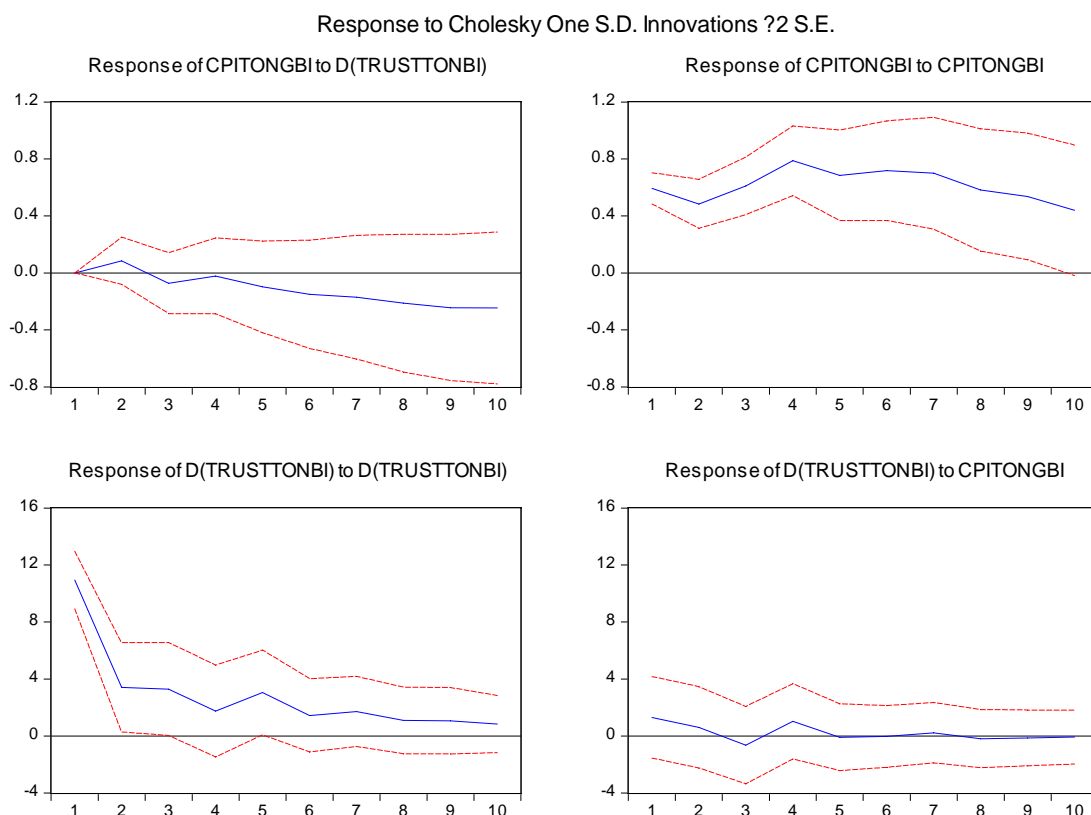 Response to Cholesky One S.D. Innovations ?2 S.E.
Response of CPITONGBI to D(TRUSTTONBI)
1.2
0.8
0.4
0.0
-0.4
-0.8
1 2 3 4 5 6 7 8 9 10
Response of CPITONGBI to CPITONGBI
1.2
0.8
0.4
0.0
-0.4
-0.8
1 2 3 4 5 6 7 8 9 10
Response of D(TRUSTTONBI) to D(TRUSTTONBI)
16
12
8
4
0
-4
1 2 3 4 5 6 7 8 9 10
Response of D(TRUSTTONBI) to CPITONGBI
16
12
8
4
0
-4
1 2 3 4 5 6 7 8 9 10